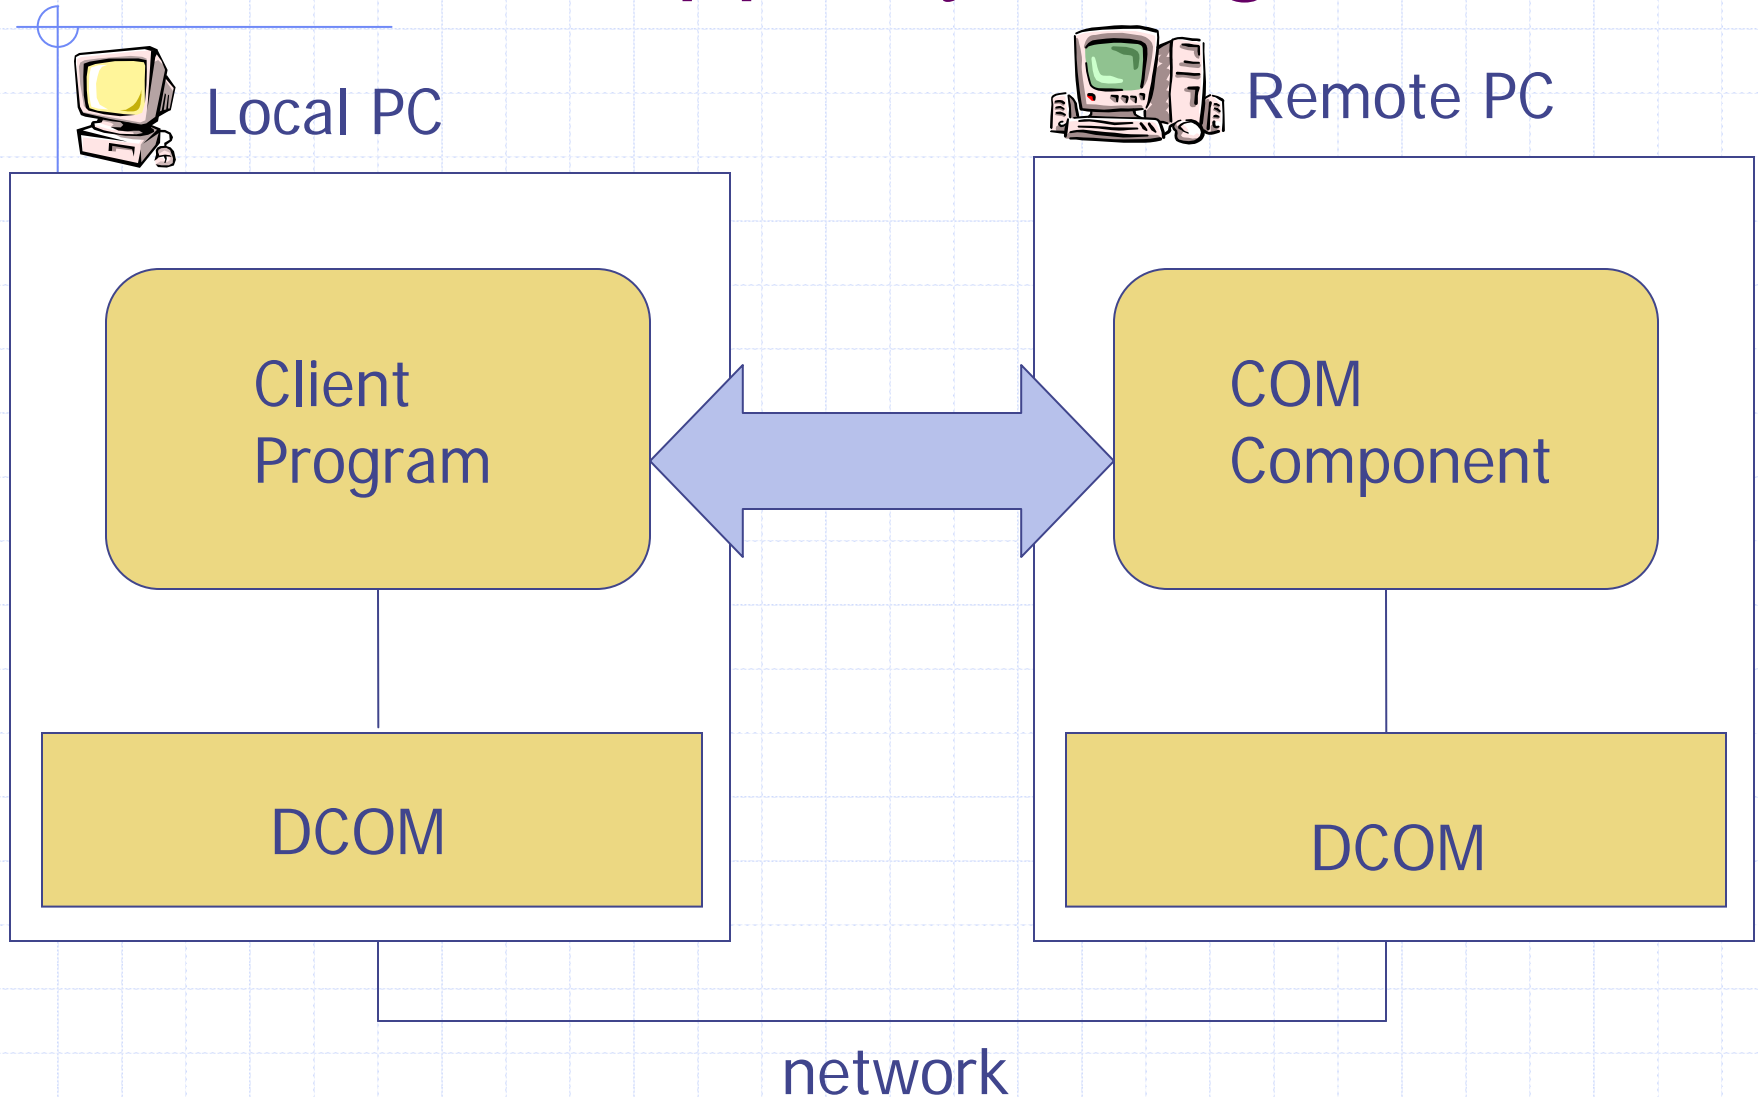 Local PC
Remote PC
Client
Program
COM
Component
DCOM
DCOM
network